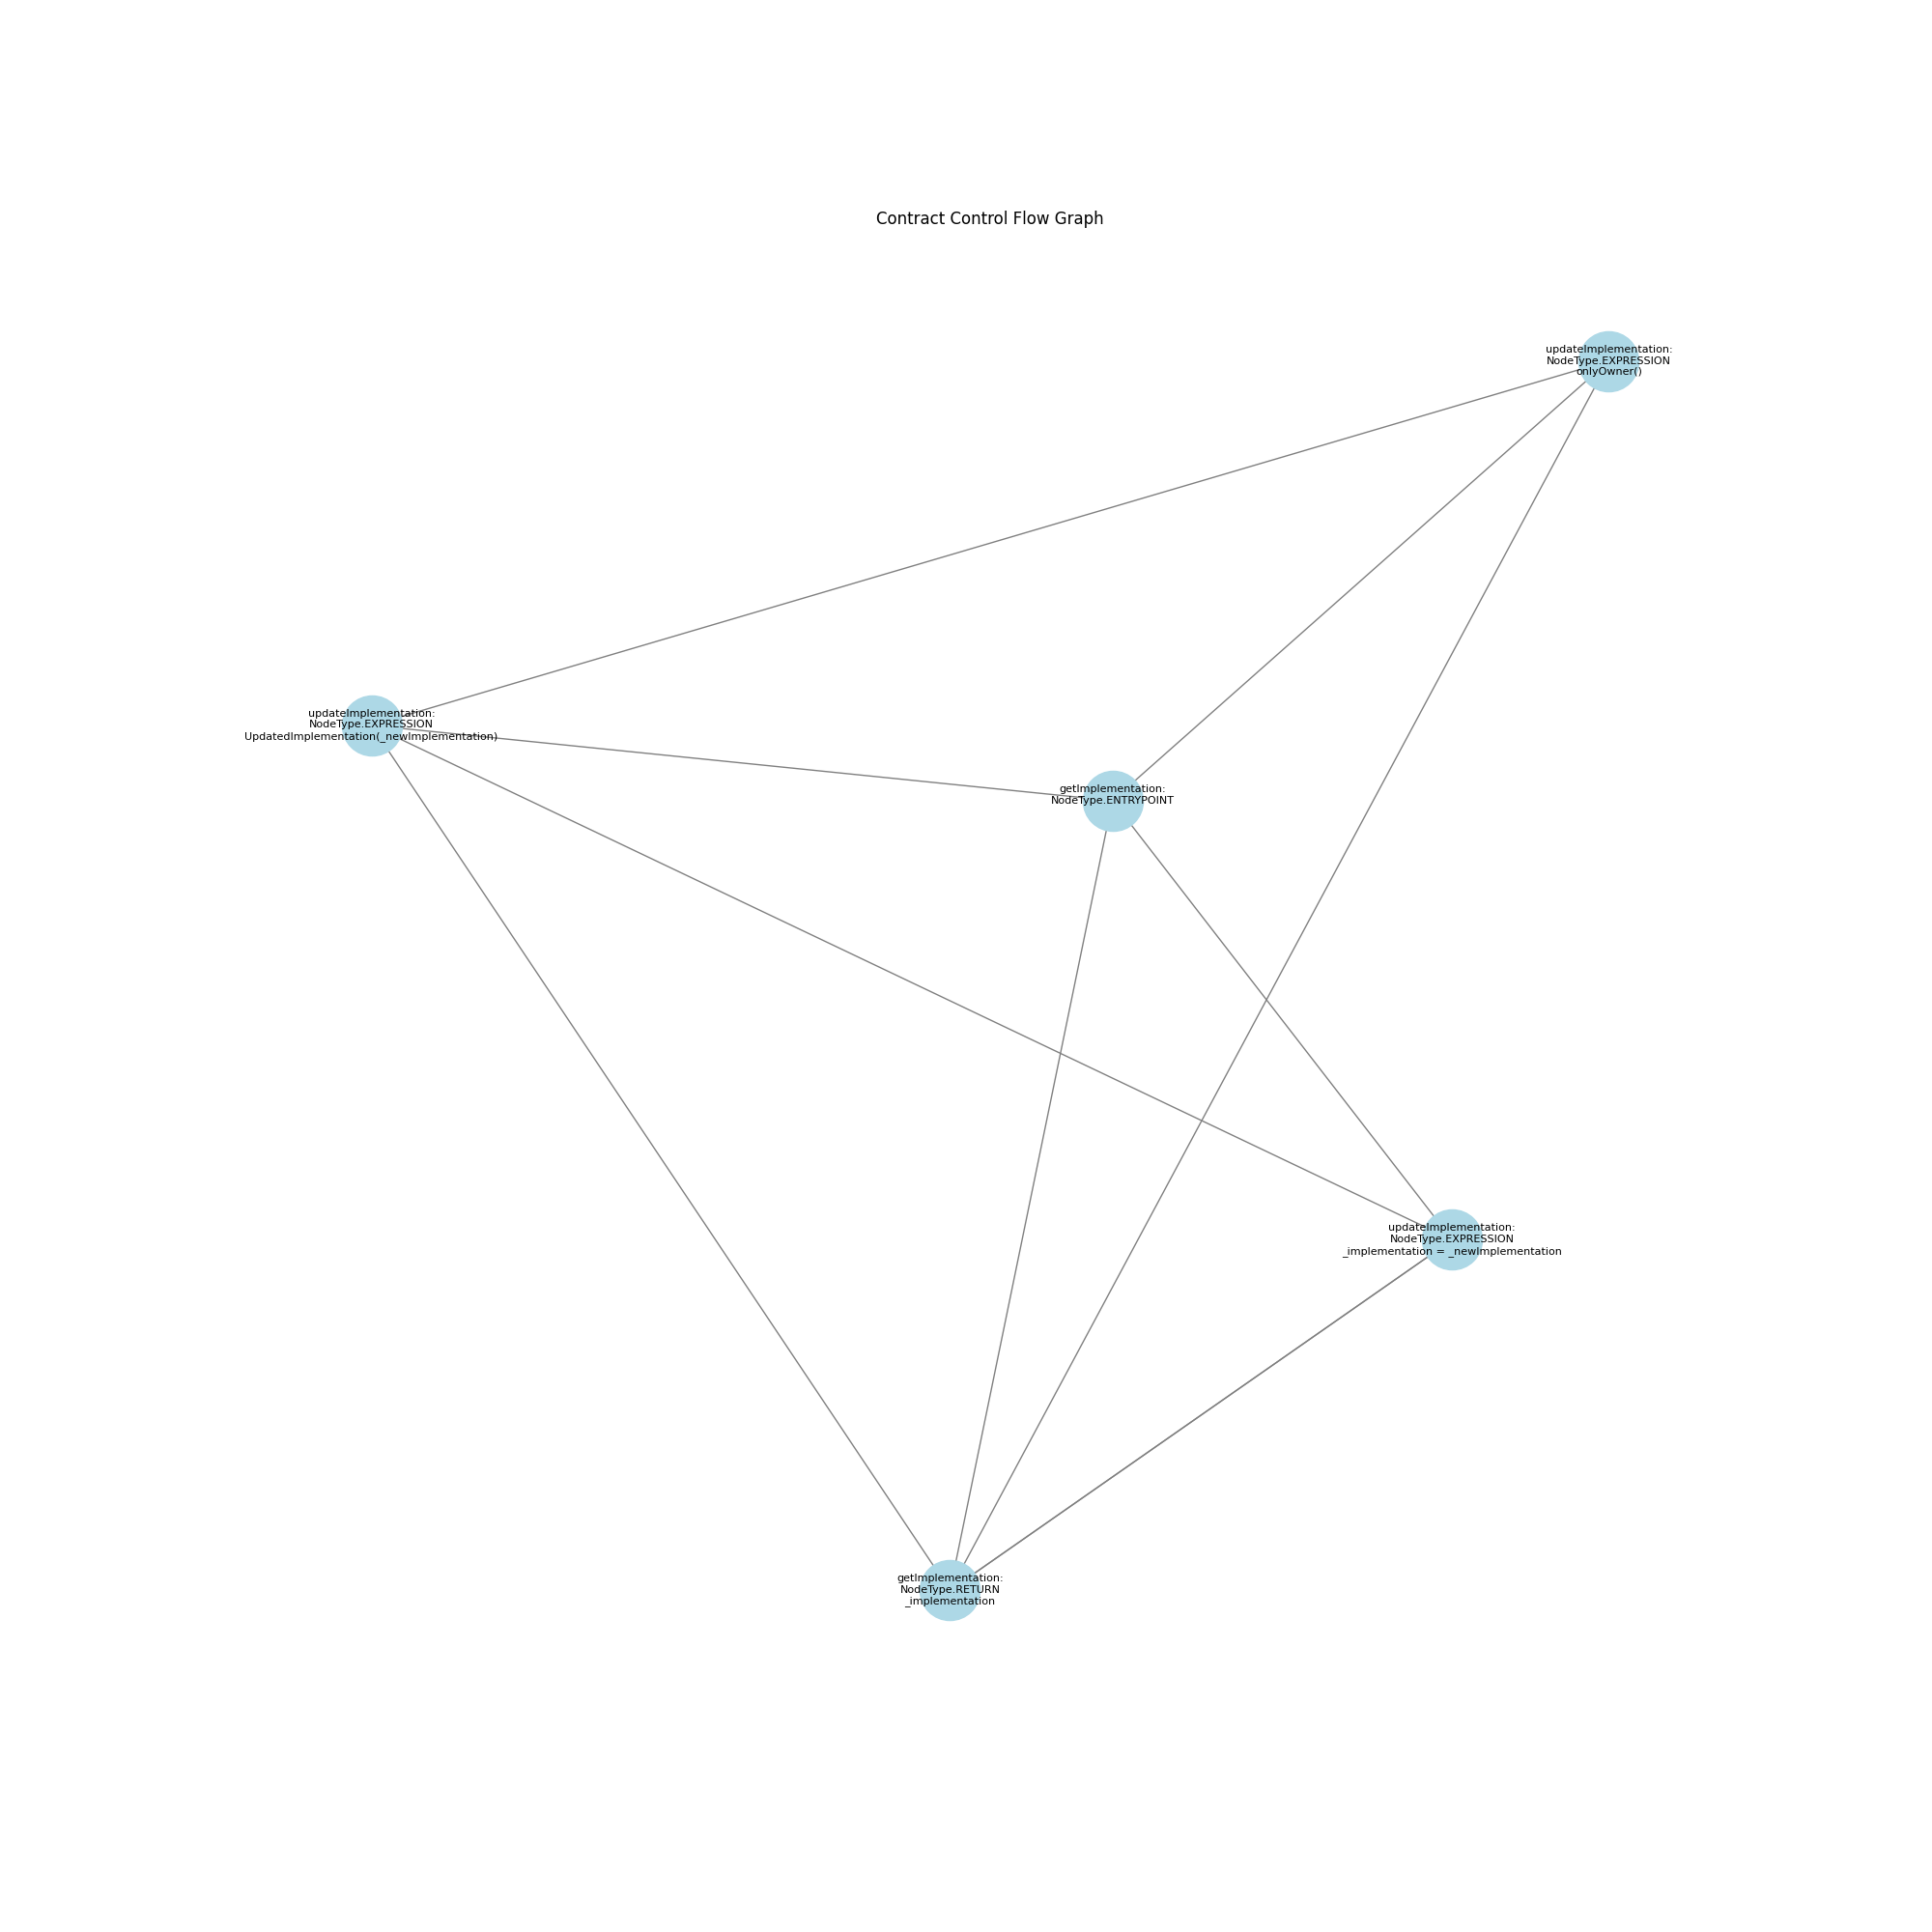 Contract Control Flow Graph
updateImplementation:
NodeType.EXPRESSION
onlyOwner()
updateImplementation:
NodeType.EXPRESSION
UpdatedImplementation(_newImplementation)
getImplementation:
NodeType.ENTRYPOINT
updateImplementation:
NodeType.EXPRESSION
_implementation = _newImplementation
getImplementation:
NodeType.RETURN
_implementation